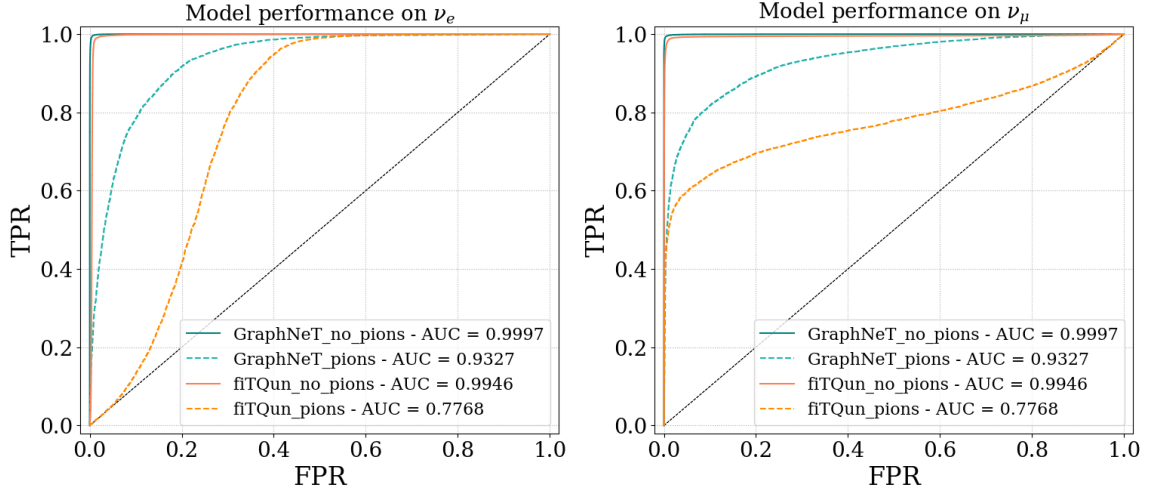 Model performance on νe
TPR
1.0
0.8
0.6
0.4
0.2
0.0
GraphNeT_no_pions - AUC = 0.9997
GraphNeT_pions - AUC = 0.9327
fiTQun_no_pions - AUC = 0.9946
fiTQun_pions - AUC = 0.7768
0.0 0.2 0.4 0.6 0.8 1.0
FPR
Model performance on νμ
TPR
1.0
0.8
0.6
0.4
0.2
0.0
GraphNeT_no_pions - AUC = 0.9997
GraphNeT_pions - AUC = 0.9327
fiTQun_no_pions - AUC = 0.9946
fiTQun_pions - AUC = 0.7768
0.0 0.2 0.4 0.6 0.8 1.0
FPR